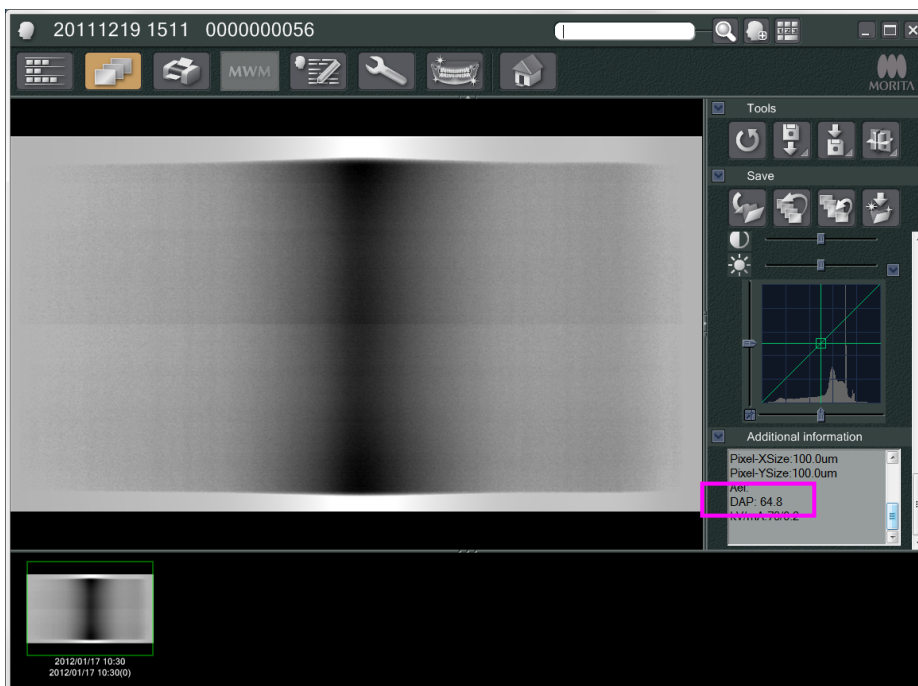 20111219 1511 0000000056
MWM
MORITA
Tools
Save
Additional information
Pixel-XSize:100.0um
Pixel-YSize:100.0um
DAP: 64.8
2012/01/17 10:30
2012/01/17 10:30(0)